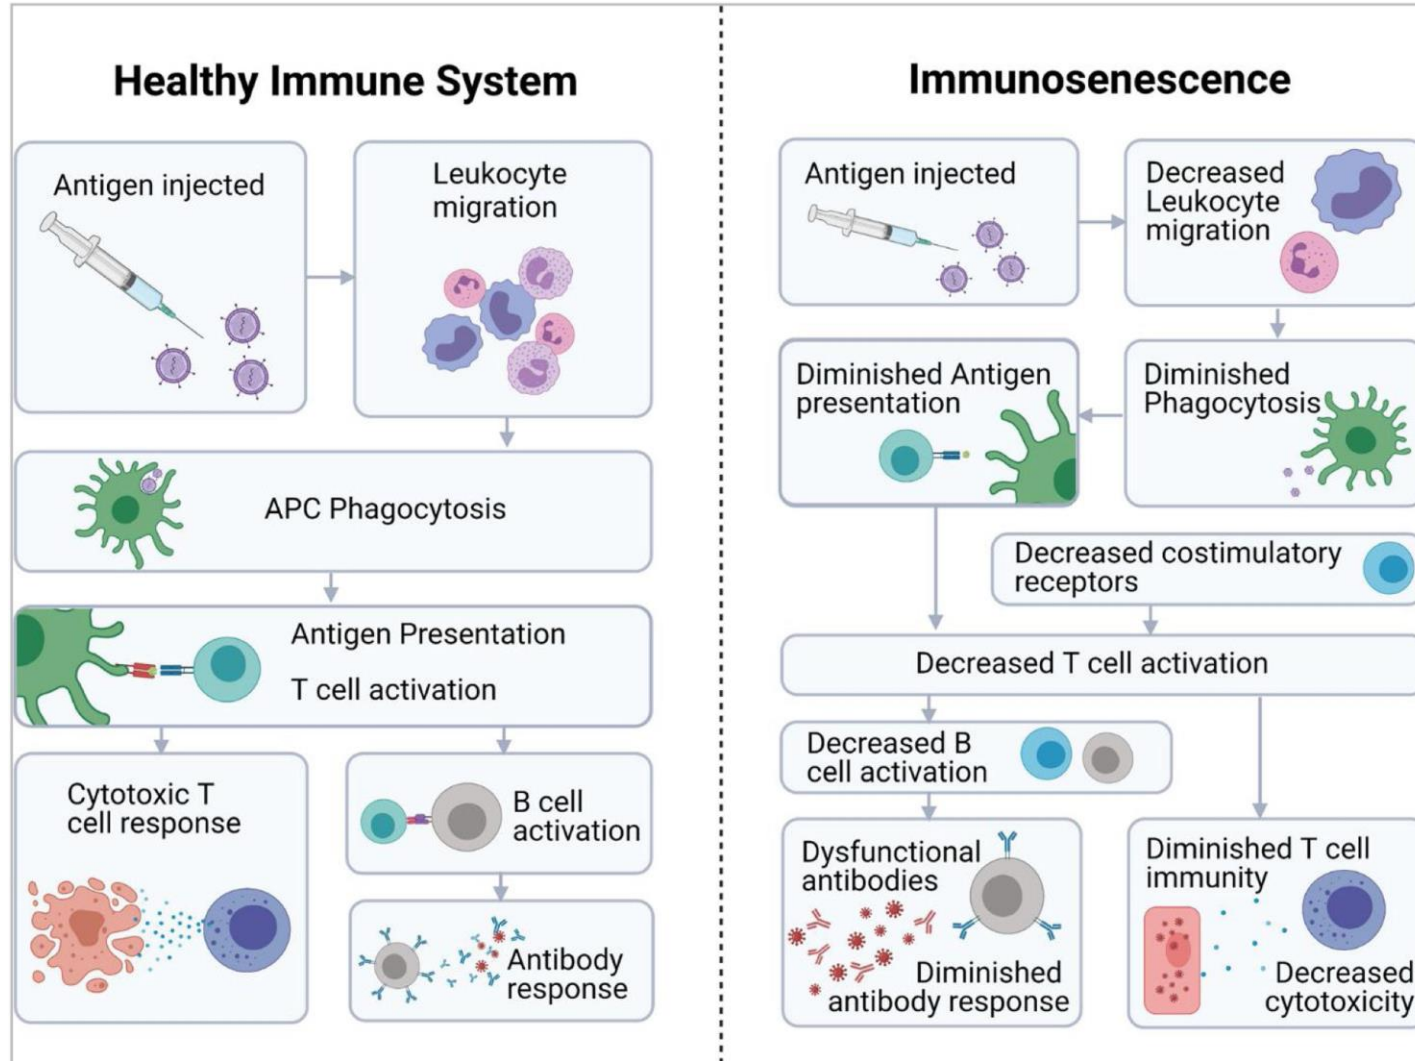 Healthy Immune System
Antigen injected
Leukocyte
migration
APC Phagocytosis
Antigen Presentation
T cell activation
Cytotoxic T
cell response
B cell
activation
Antibody
response
Immunosenescence
Antigen injected
Decreased
Leukocyte
migration
Diminished
Phagocytosis
Diminished Antigen
presentation
Decreased costimulatory
receptors
Decreased T cell activation
Decreased B
cell activation
Dysfunctional
antibodies
Diminished
antibody response
Diminished T cell
immunity
Decreased
cytotoxicity